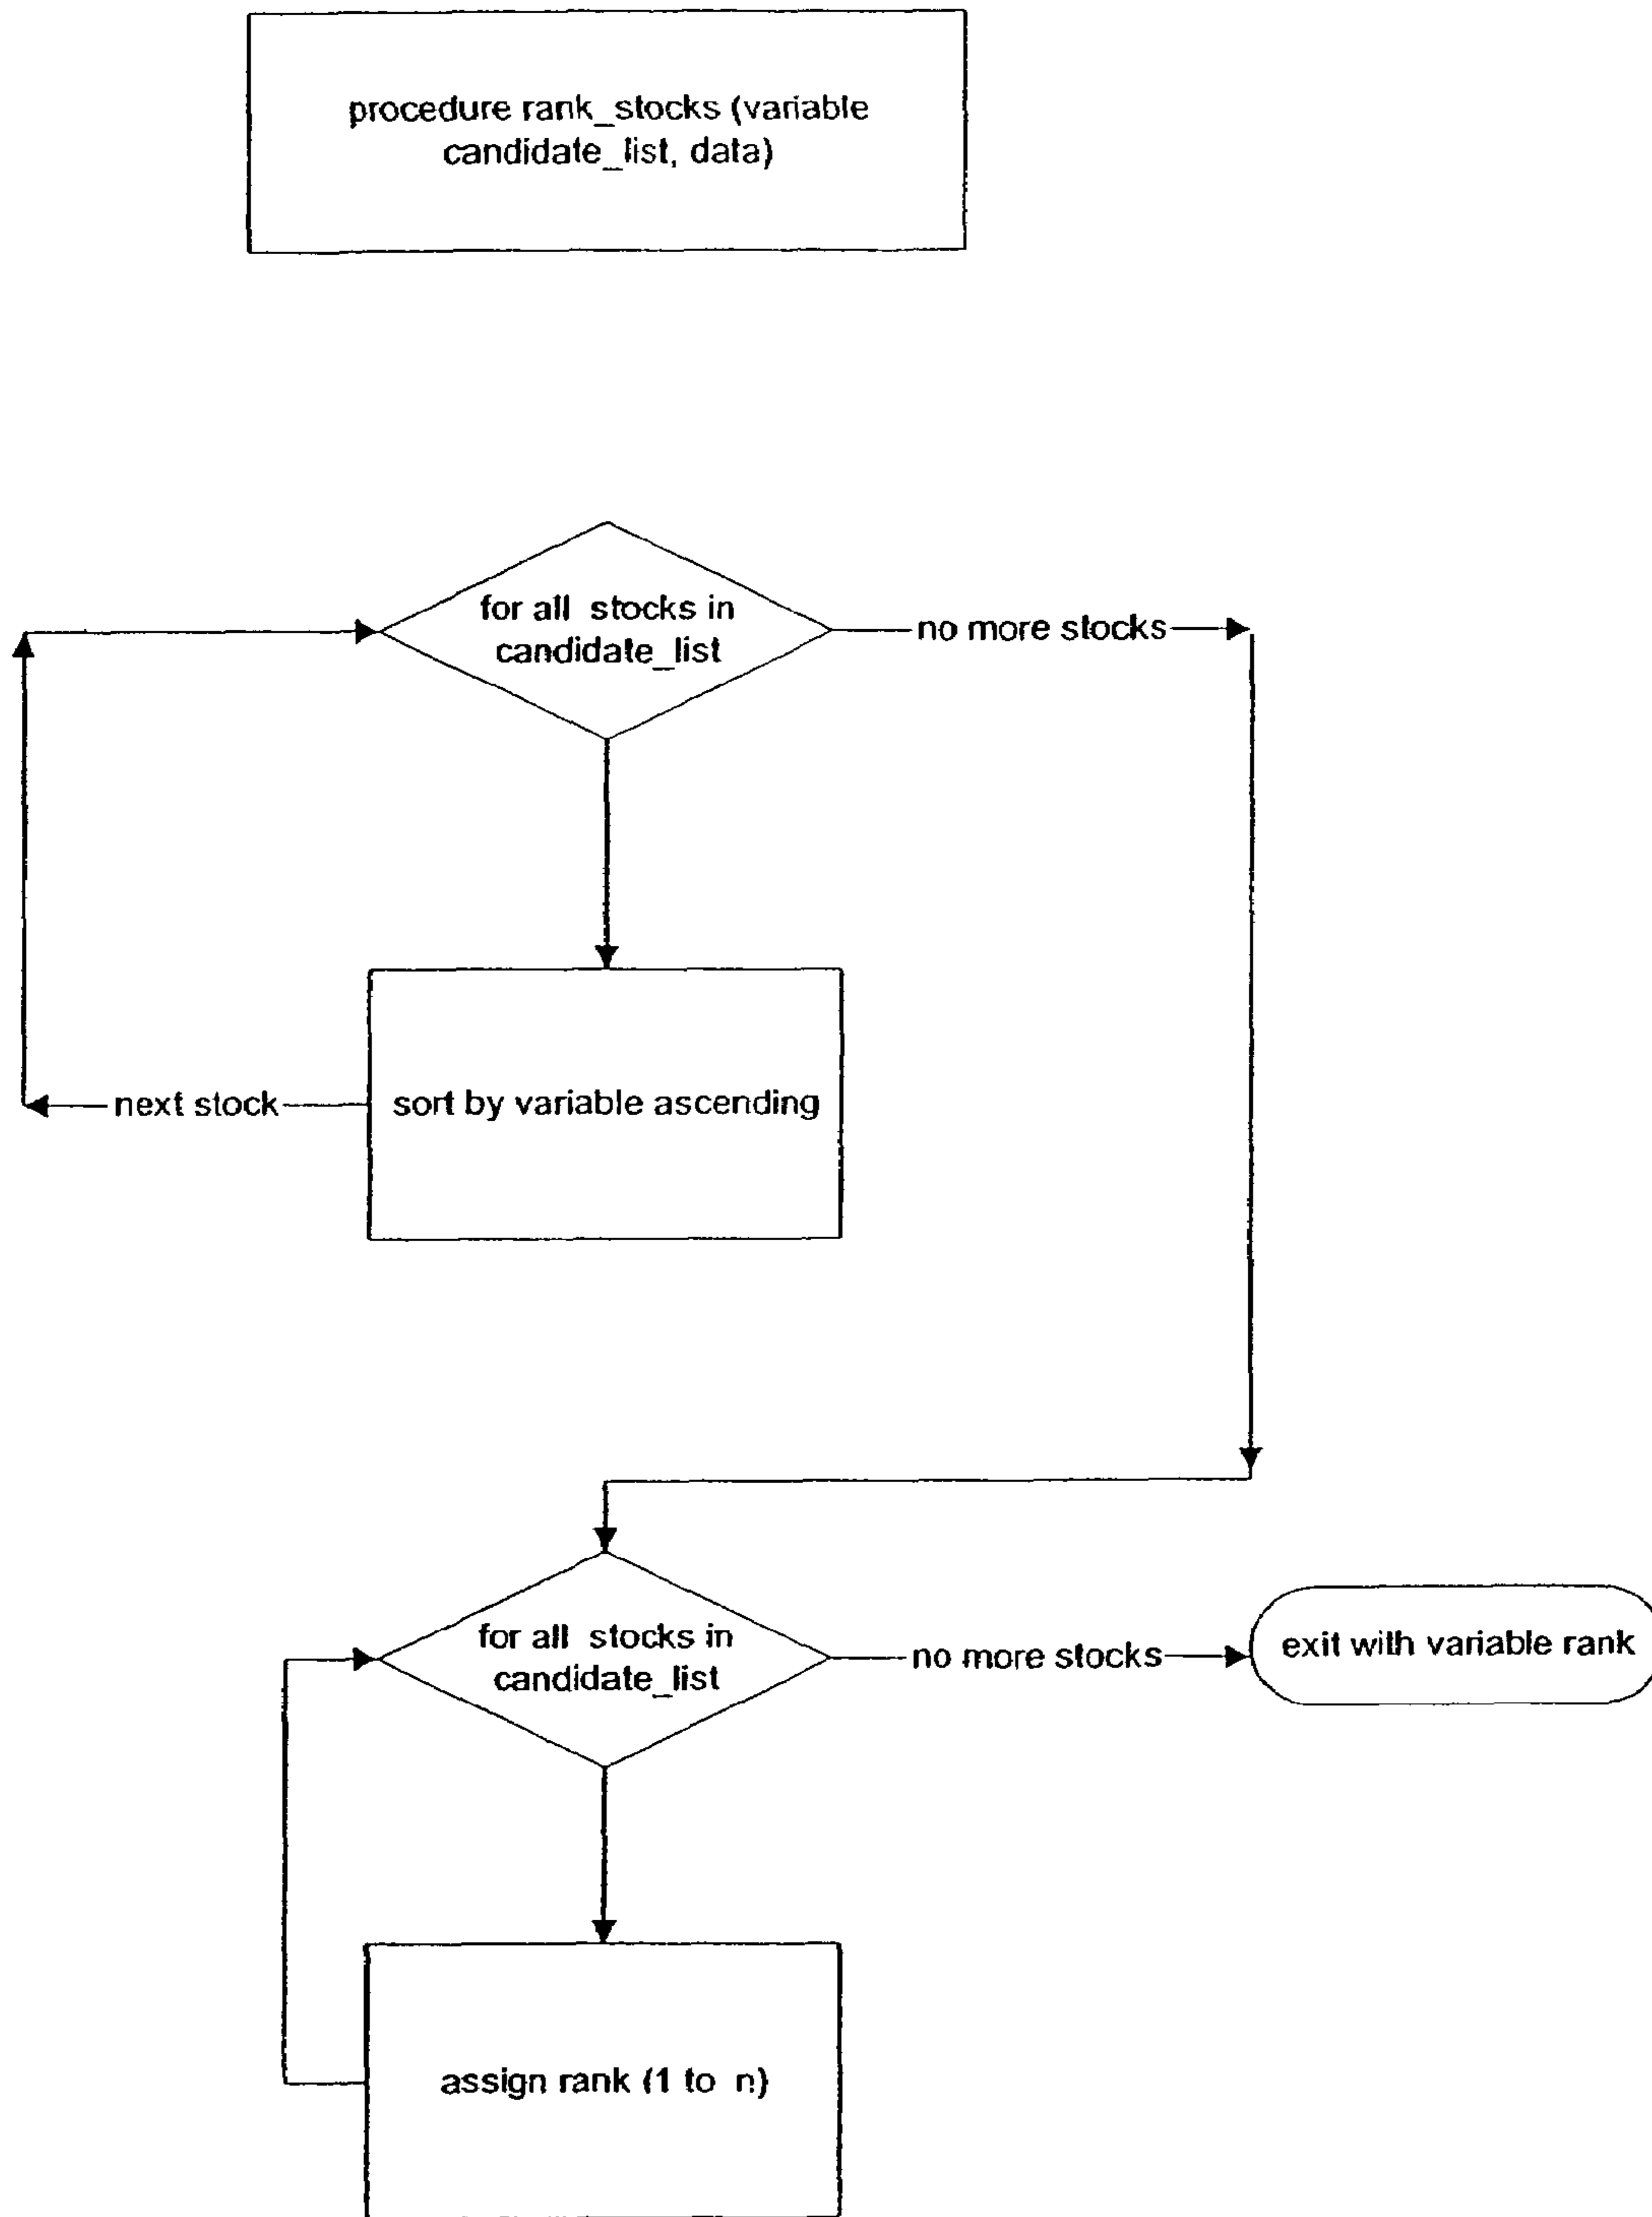 procedure rank_stocks (variable
candidate_list, data)
for all stocks in
candidate_list
no more stocks
next stock
sort by variable ascending
for all stocks in
candidate_list
no more stocks
exit with variable rank
assign rank (1 to n)